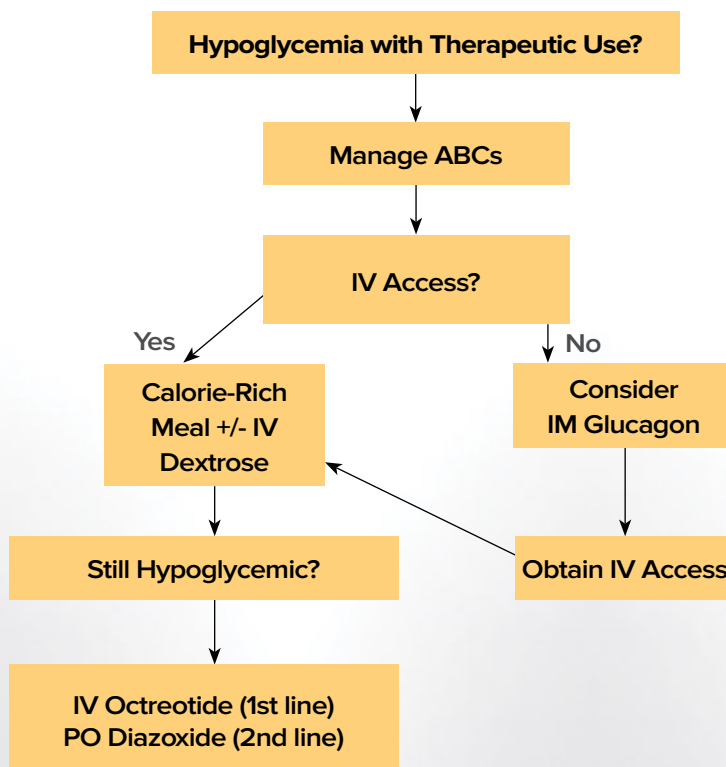 Hypoglycemia with Therapeutic Use?
Manage ABCs
IV Access?
Yes
No
Calorie-Rich
Meal +/- IV
Dextrose
Consider
IM Glucagon
Still Hypoglycemic?
Obtain IV Access
IV Octreotide (1st line)
PO Diazoxide (2nd line)